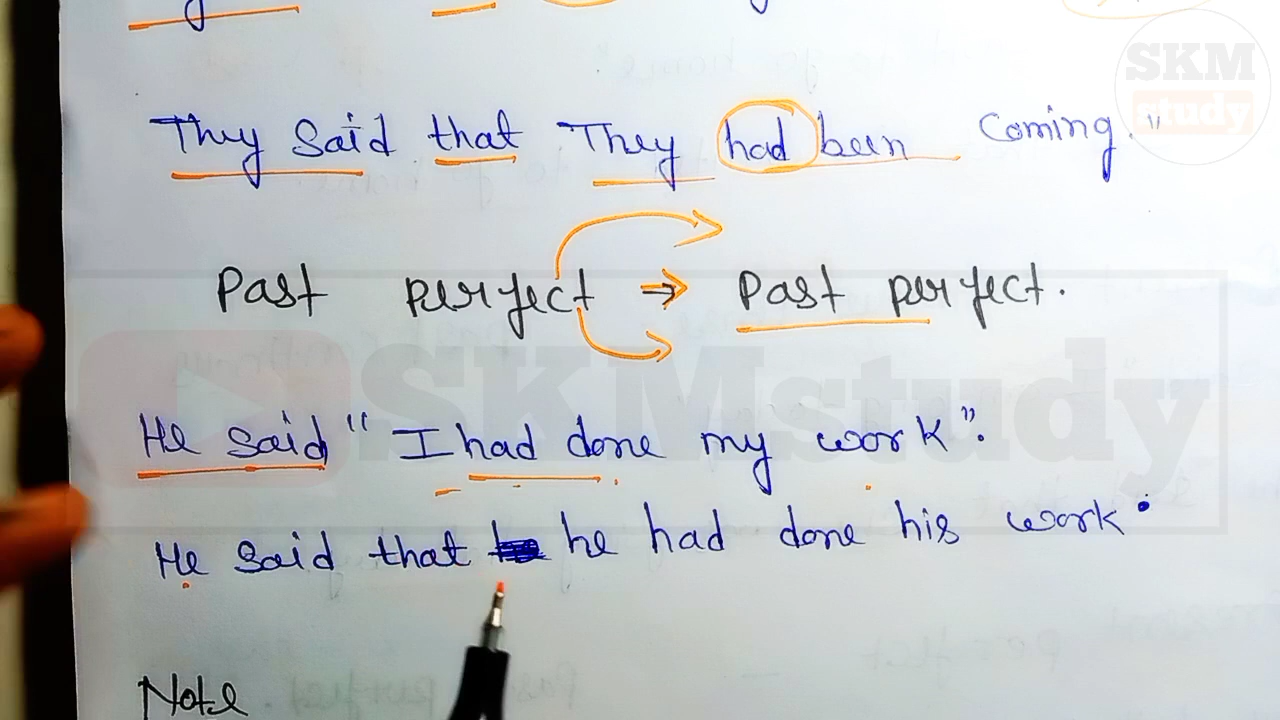 SKM
study
They said that They had been coming."
Past perfect ⇒ Past perfect.
SKMstudy
He said "I had done my work".
He said that he had done his work.
Note